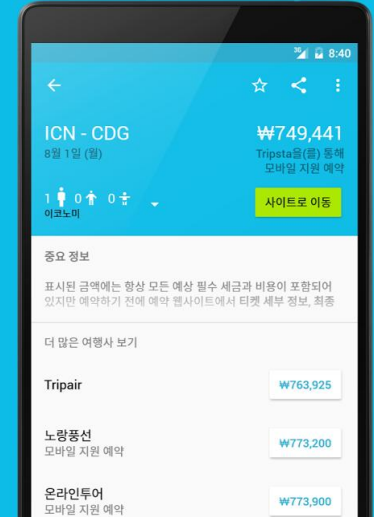 3G 8:40
ICN - CDG ₩749,441
8월 1일 (월) Tripsta을(를) 통해
모바일 지원 예약
1 0 0
이코노미
사이트로 이동
중요 정보
표시된 금액에는 항상 모든 예상 필수 세금과 비용이 포함되어
있지만 예약하기 전에 예약 웹사이트에서 티켓 세부 정보, 최종
더 많은 여행사 보기
Tripair ₩763,925
노랑풍선
모바일 지원 예약
₩773,200
온라인투어
모바일 지원 예약
₩773,900